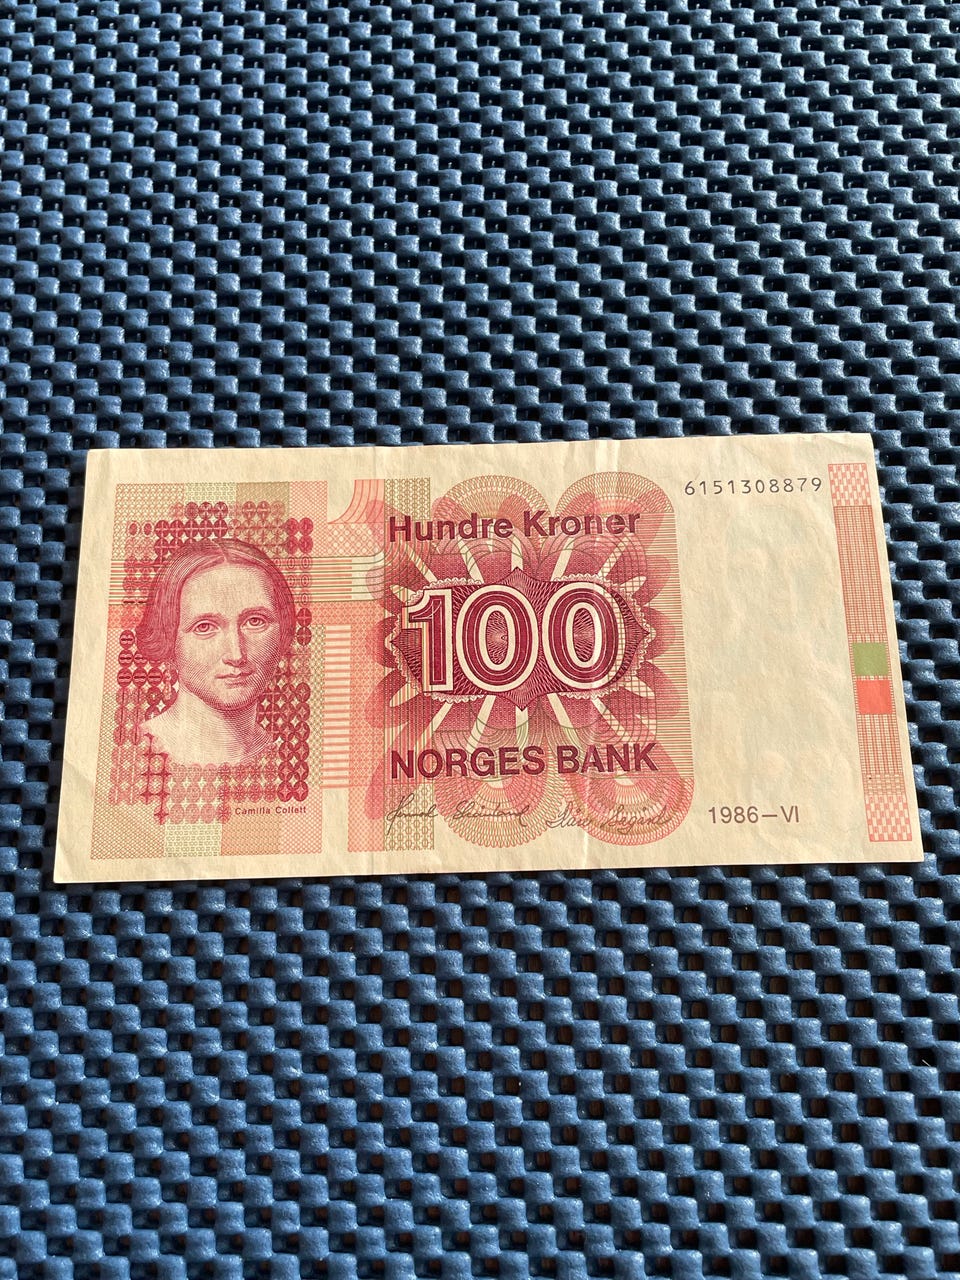 6151308879
Hundre Kroner
100
NORGES BANK
Camilla Collett
1986–VI